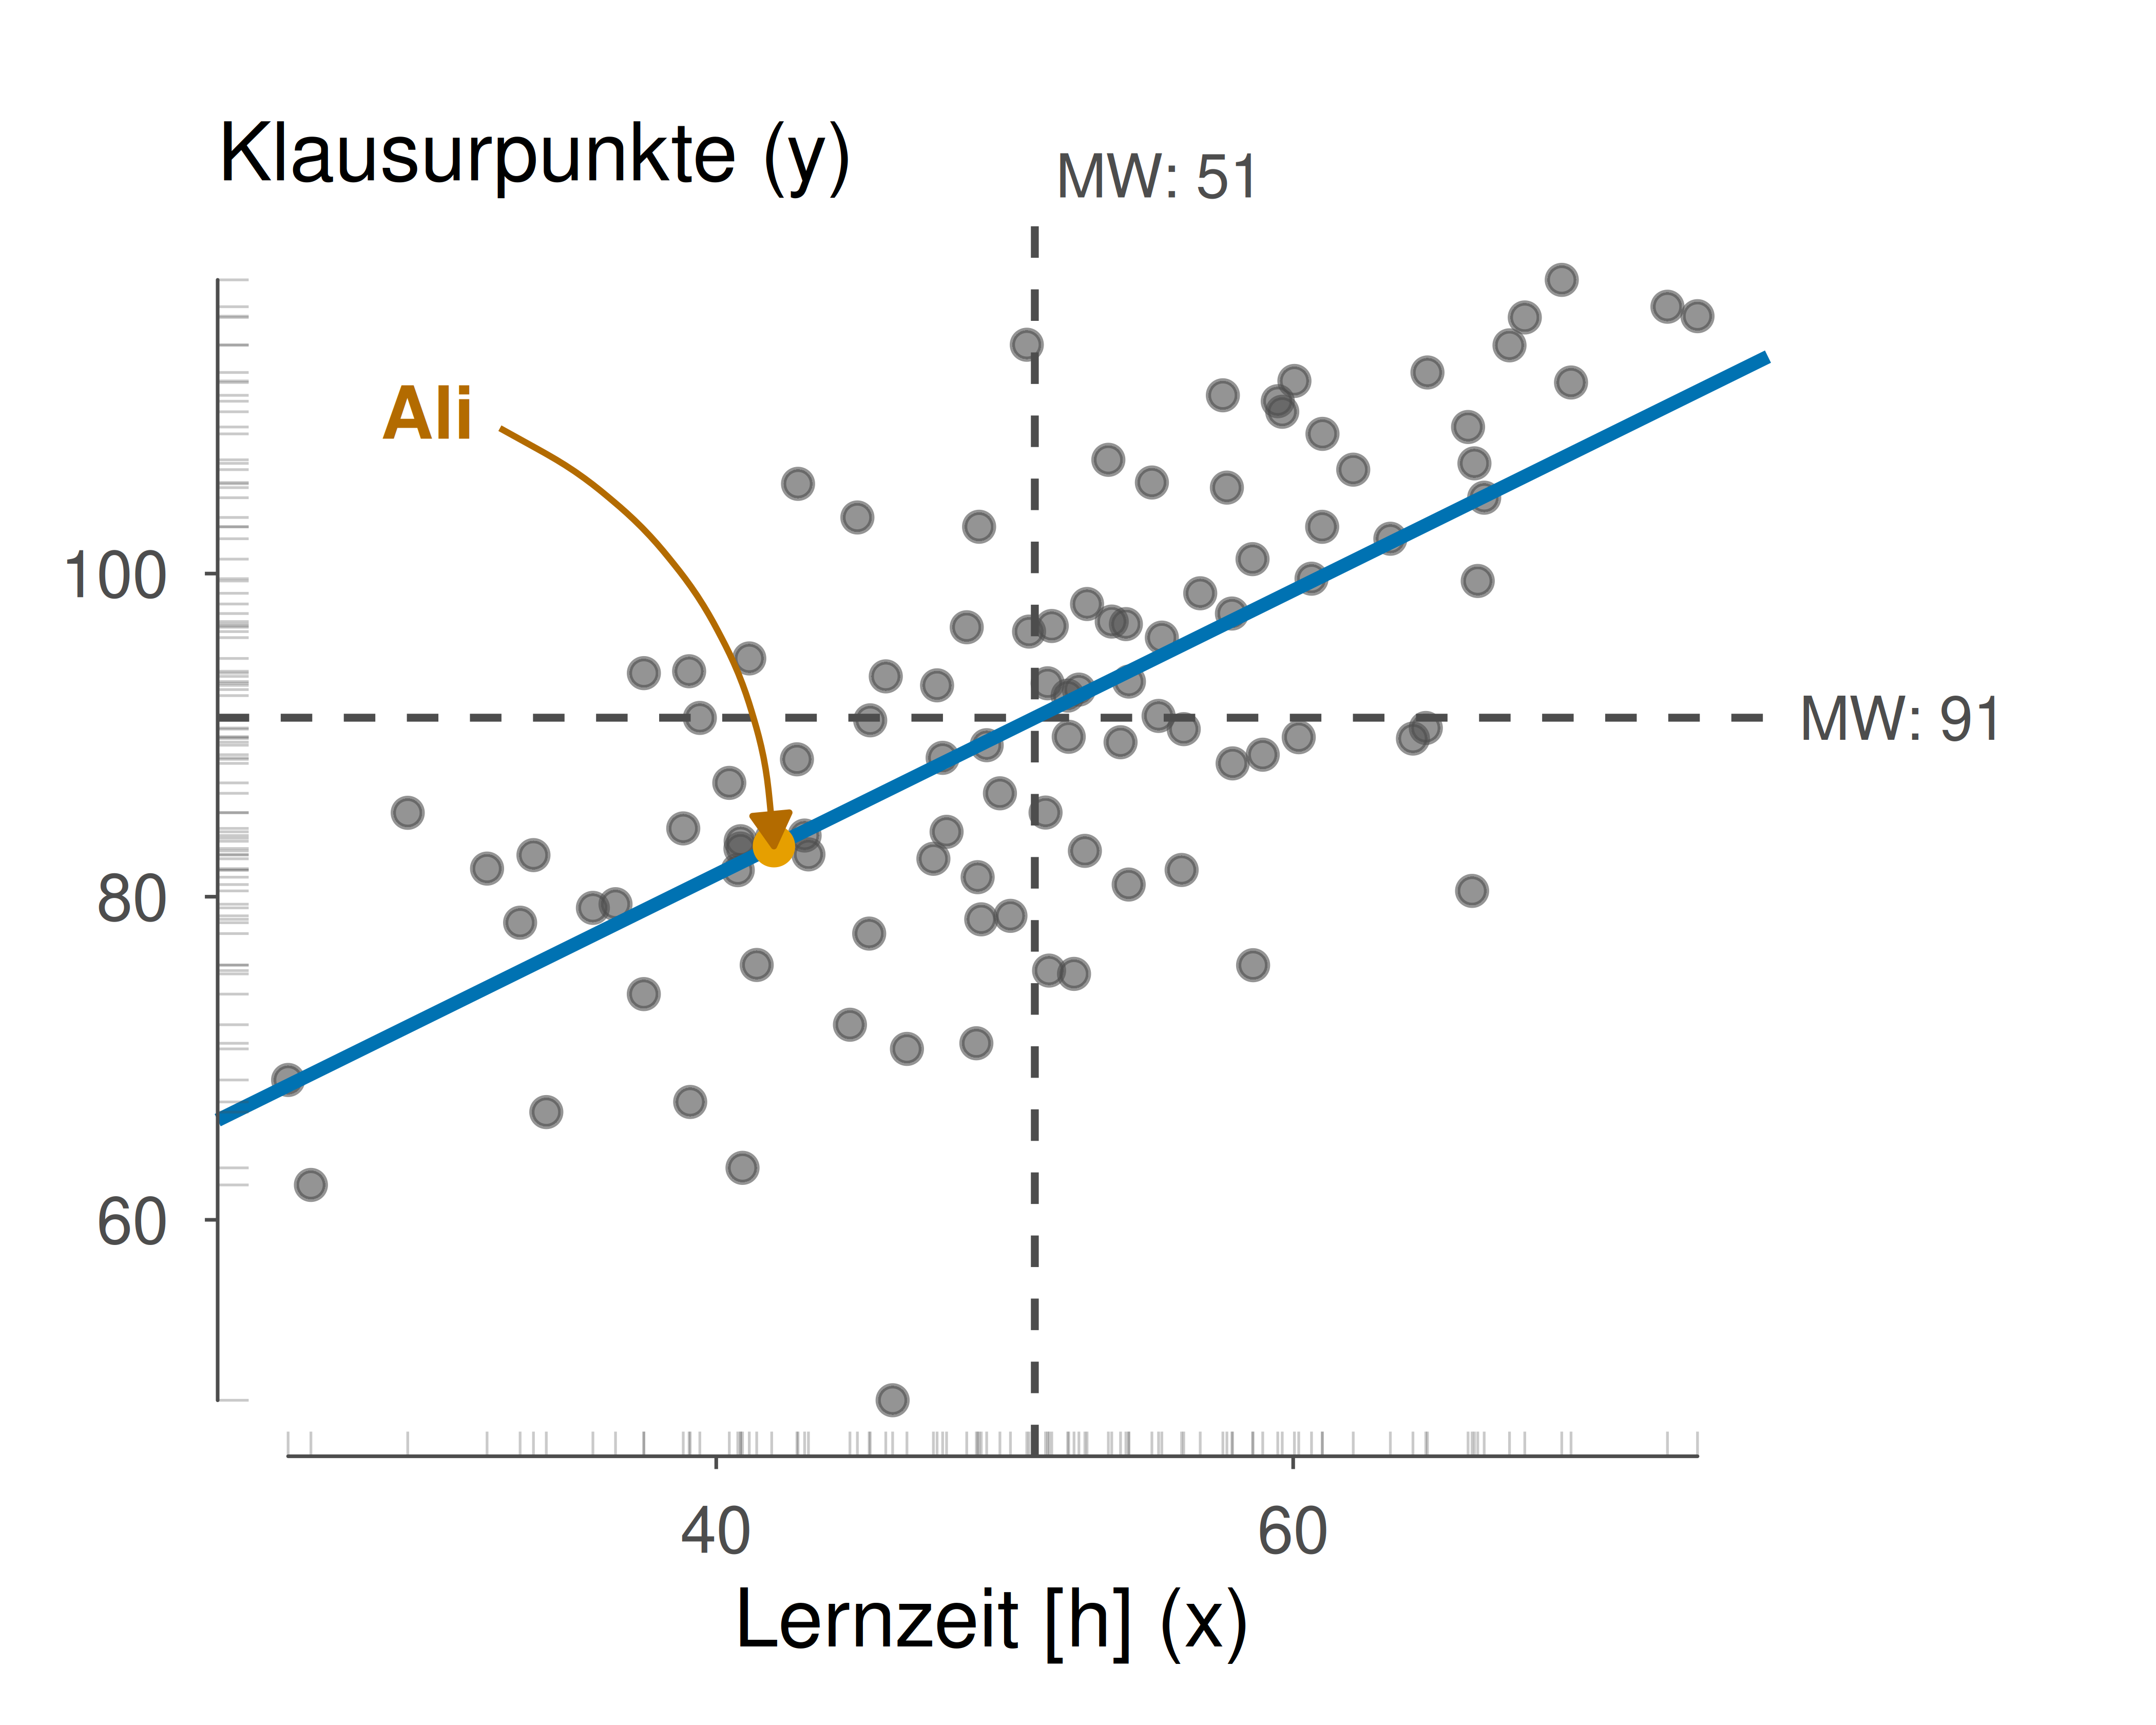 Klausurpunkte (y)
MW: 51
Ali
100
MW: 91
80
60
40
60
Lernzeit [h] (x)